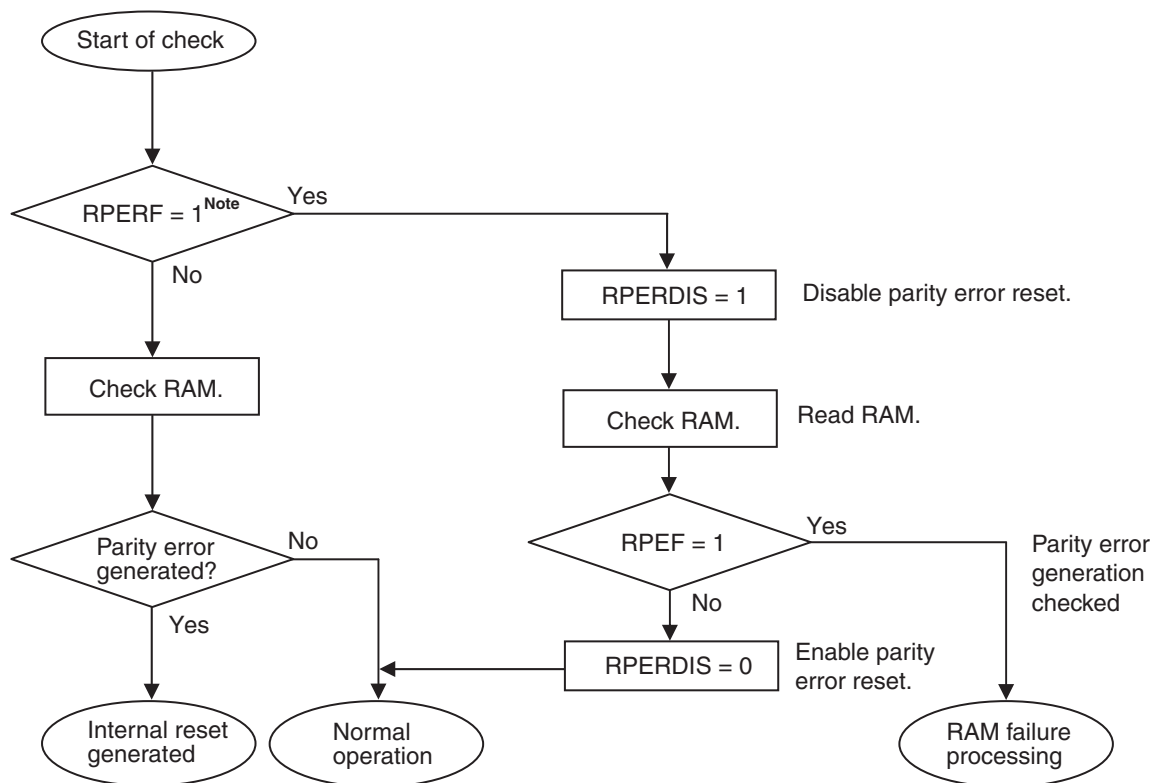 Start of check
RPERF = 1Note
Yes
No
RPERDIS = 1
Disable parity error reset.
Check RAM.
Check RAM.
Read RAM.
Parity error
generated?
No
Yes
RPEF = 1
Yes
No
Parity error
generation
checked
RPERDIS = 0
Enable parity
error reset.
Internal reset
generated
Normal
operation
RAM failure
processing